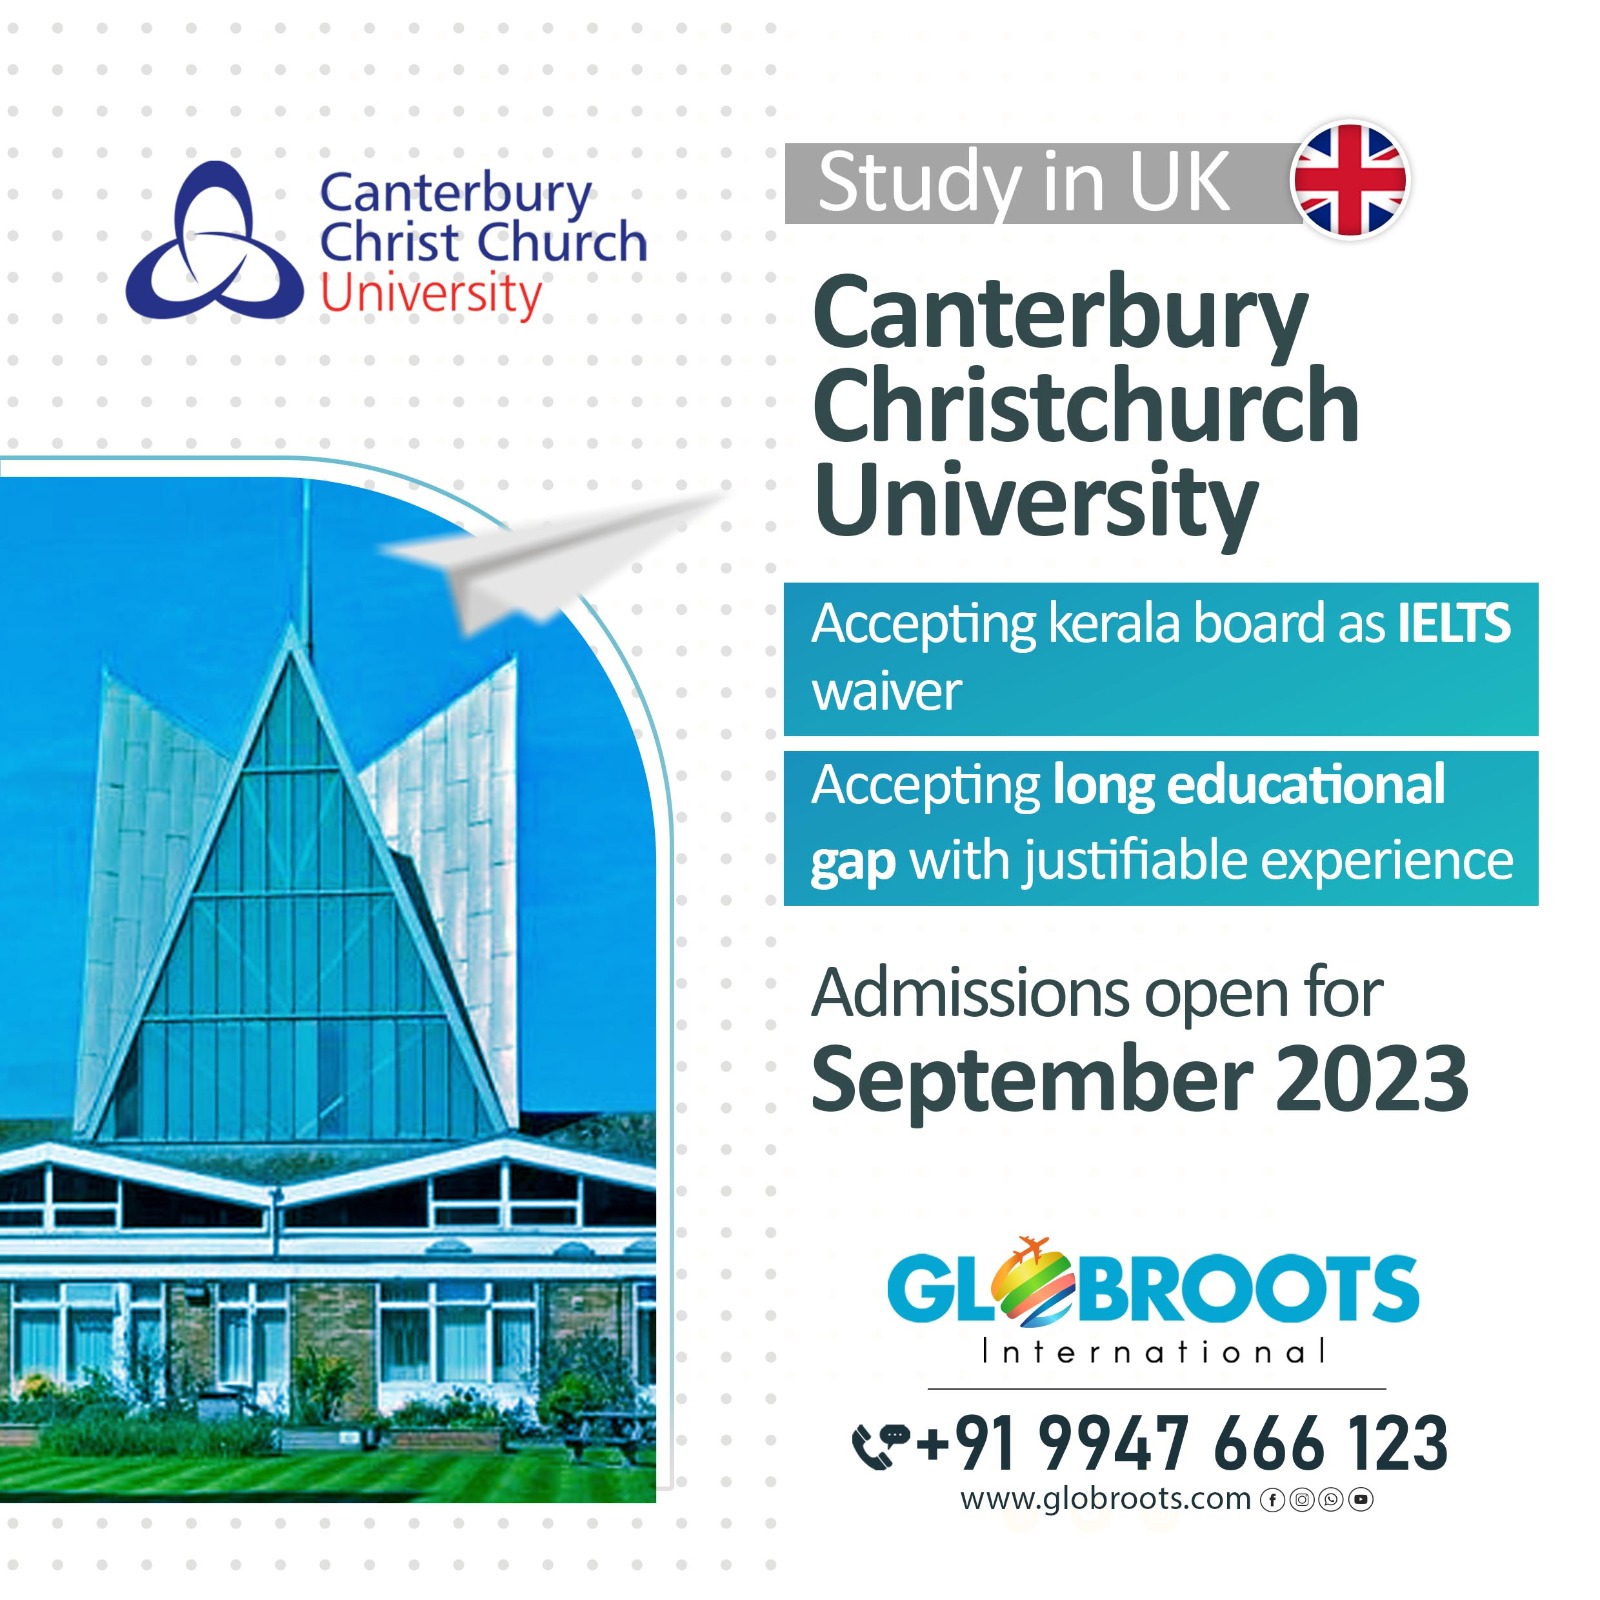 Canterbury
Christ Church
University
Study in UK
Canterbury
Christchurch
University
Accepting kerala board as IELTS
waiver
Accepting long educational
gap with justifiable experience
Admissions open for
September 2023
GLOBROOTS
International
+91 9947 666 123
www.globroots.com